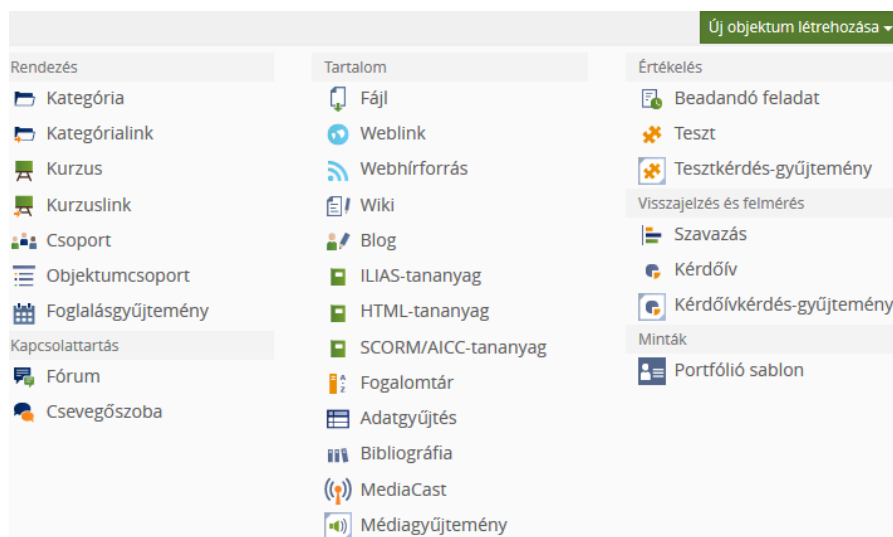 Új objektum létrehozása
Rendezés
Kategória
Kategórialink
Kurzus
Kurzuslink
Csoport
Objektumcsoport
Foglalásgyűjtemény
Kapcsolattartás
Fórum
Csevegőszoba
Tartalom
Fájl
Weblink
Webhírforrás
Wiki
Blog
ILIAS-tananyag
HTML-tananyag
SCORM/AICC-tananyag
Fogalomtár
Adatgyűjtés
Bibliográfia
MediaCast
Médiagyűjtemény
Értékelés
Beadandó feladat
Teszt
Tesztkérdés-gyűjtemény
Visszajelzés és felmérés
Szavazás
Kérdőív
Kérdőívkérdés-gyűjtemény
Minták
Portfólió sablon